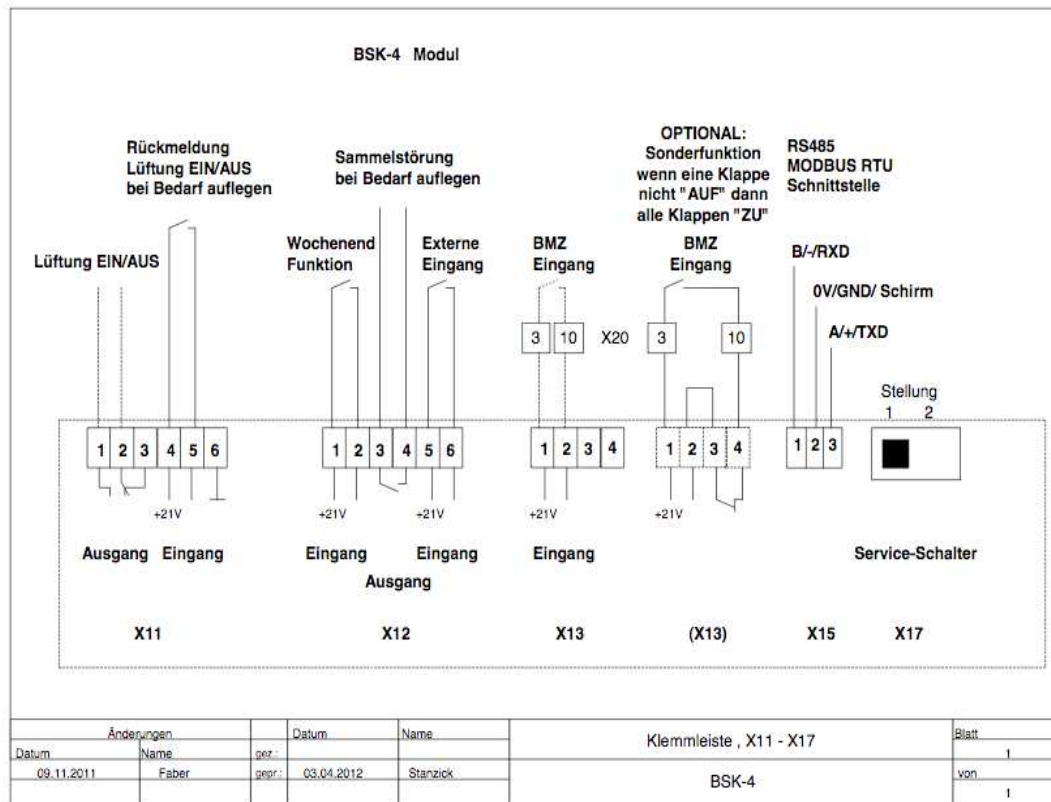 BSK-4 Modul
Rückmeldung
Lüftung EIN/AUS
bei Bedarf auflegen
Sammelstörung
bei Bedarf auflegen
OPTIONAL:
Sonderfunktion
wenn eine Klappe
nicht "AUF" dann
alle Klappen "ZU"
RS485
MODBUS RTU
Schnittstelle
Lüftung EIN/AUS
Wochenend
Funktion
Externe
Eingang
BMZ
Eingang
BMZ
Eingang
B/-/RXD
0V/GND/ Schirm
A/+/TXD
3 10 X20 3 10
Stellung
1 2
1 2 3 4 5 6
1 2 3 4 5 6
1 2 3 4
1 2 3 4
1 2 3
+21V
+21V +21V
+21V
+21V
Ausgang Eingang
Eingang Eingang
Ausgang
Eingang
Service-Schalter
X11 X12 X13 (X13) X15 X17
Änderungen Datum Name
Datum Name gez.:
09.11.2011 Faber gepr.: 03.04.2012 Stanzick
Klemmleiste , X11 - X17
BSK-4
Blatt
1
von
1